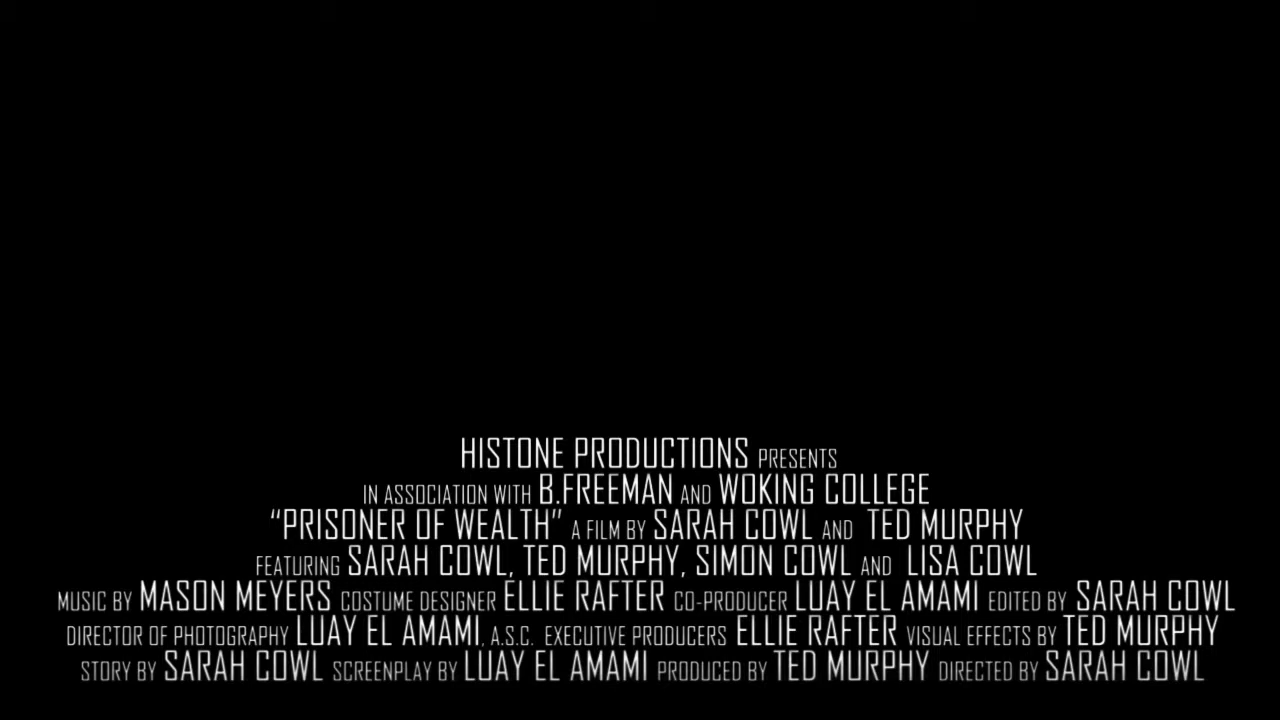 HISTONE PRODUCTIONS PRESENTS
IN ASSOCIATION WITH B.FREEMAN AND WOKING COLLEGE
“PRISONER OF WEALTH” A FILM BY SARAH COWL AND TED MURPHY
FEATURING SARAH COWL, TED MURPHY, SIMON COWL AND LISA COWL
MUSIC BY MASON MEYERS COSTUME DESIGNER ELLIE RAFTER CO-PRODUCER LUAY EL AMAMI EDITED BY SARAH COWL
DIRECTOR OF PHOTOGRAPHY LUAY EL AMAMI, A.S.C. EXECUTIVE PRODUCERS ELLIE RAFTER VISUAL EFFECTS BY TED MURPHY
STORY BY SARAH COWL SCREENPLAY BY LUAY EL AMAMI PRODUCED BY TED MURPHY DIRECTED BY SARAH COWL